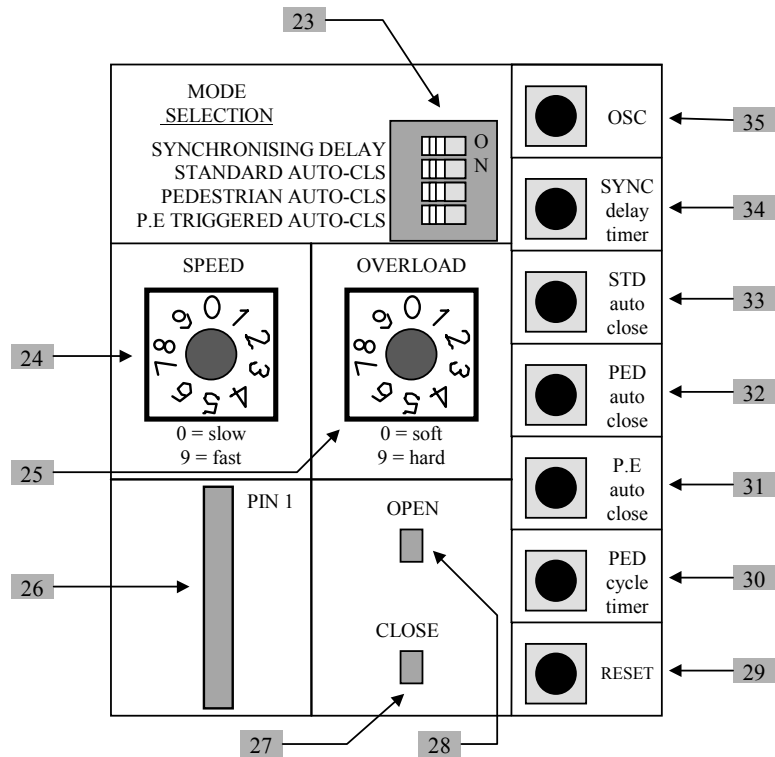 23
MODE
SELECTION
SYNCHRONISING DELAY
STANDARD AUTO-CLS
PEDESTRIAN AUTO-CLS
P.E TRIGGERED AUTO-CLS
O
N
OSC
35
SYNC
delay
timer
34
SPEED
0 1 2 3 4 5 6 7 8 9
0 = slow
9 = fast
24
OVERLOAD
0 1 2 3 4 5 6 7 8 9
0 = soft
9 = hard
25
STD
auto
close
33
PED
auto
close
32
P.E
auto
close
31
PIN 1
26
OPEN
28
CLOSE
27
PED
cycle
timer
30
RESET
29